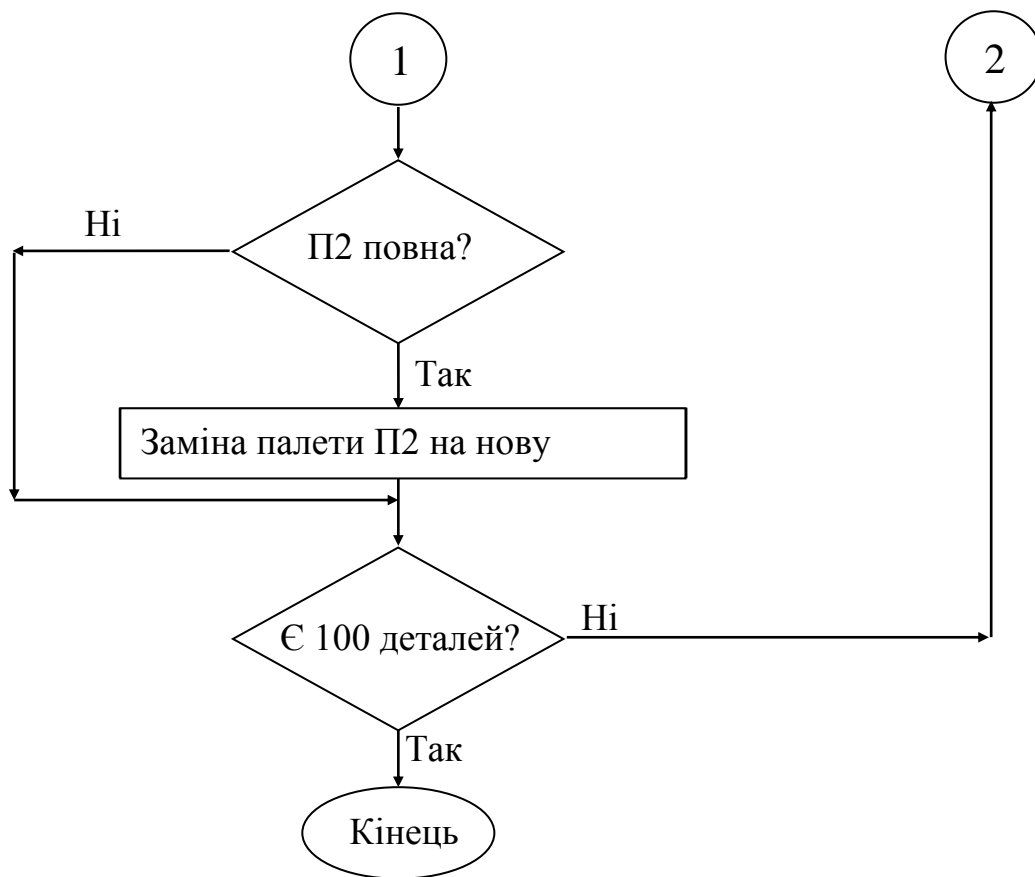 1
2
Ні
П2 повна?
Так
Заміна палети П2 на нову
Є 100 деталей?
Ні
Так
Кінець